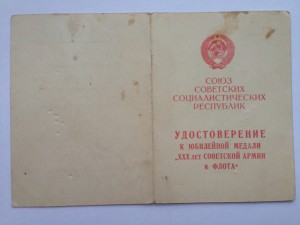 СОЮЗ
СОВЕТСКИХ
СОЦИАЛИСТИЧЕСКИХ
РЕСПУБЛИК
УДОСТОВЕРЕНИЕ
К ЮБИЛЕЙНОЙ МЕДАЛИ
„XXX лет СОВЕТСКОЙ АРМИИ
и ФЛОТА"